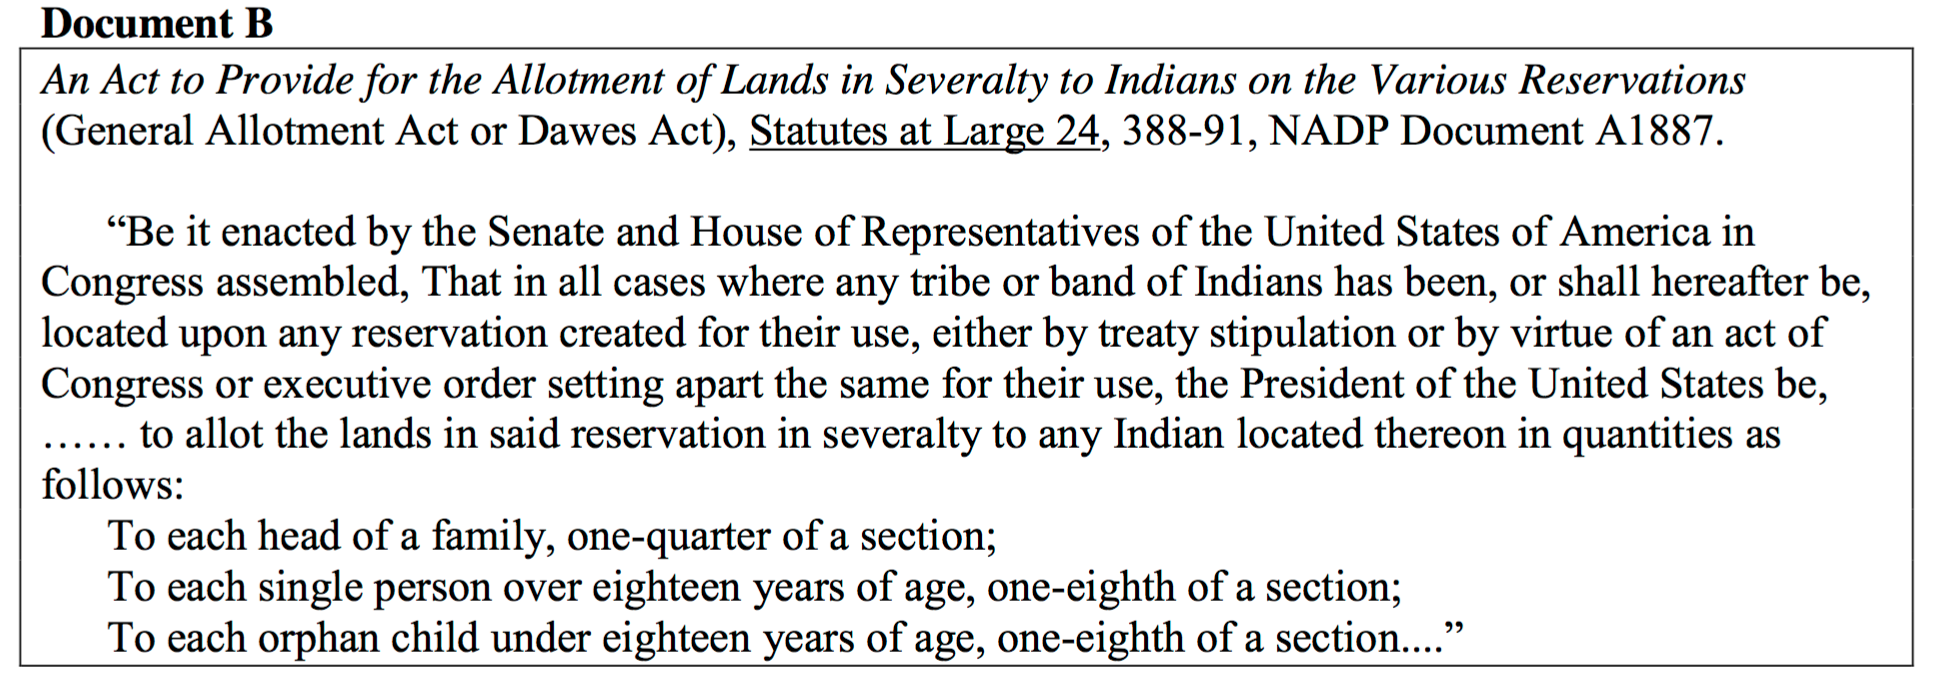 Document B
An Act to Provide for the Allotment of Lands in Severalty to Indians on the Various Reservations
(General Allotment Act or Dawes Act), Statutes at Large 24, 388-91, NADP Document A1887.
“Be it enacted by the Senate and House of Representatives of the United States of America in
Congress assembled, That in all cases where any tribe or band of Indians has been, or shall hereafter be,
located upon any reservation created for their use, either by treaty stipulation or by virtue of an act of
Congress or executive order setting apart the same for their use, the President of the United States be,
…… to allot the lands in said reservation in severalty to any Indian located thereon in quantities as
follows:
To each head of a family, one-quarter of a section;
To each single person over eighteen years of age, one-eighth of a section;
To each orphan child under eighteen years of age, one-eighth of a section....”